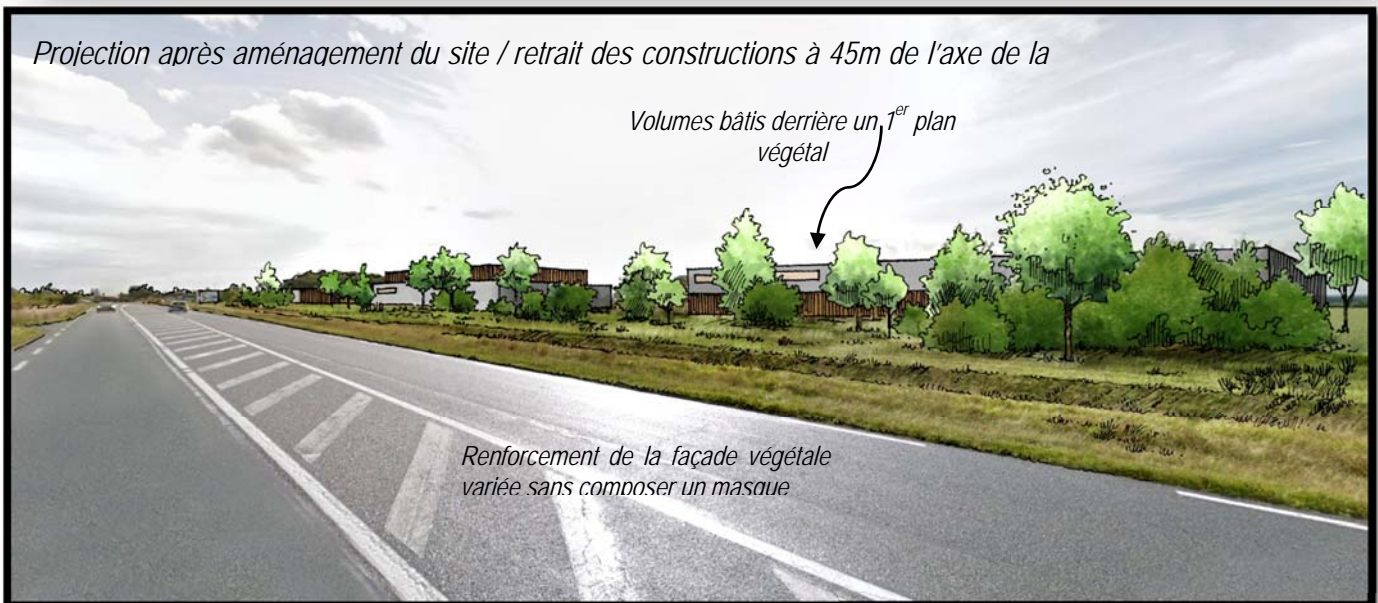 Projection après aménagement du site / retrait des constructions à 45m de l'axe de la
Volumes bâtis derrière un 1er plan
végétal
Renforcement de la façade végétale
variée sans composer un masque